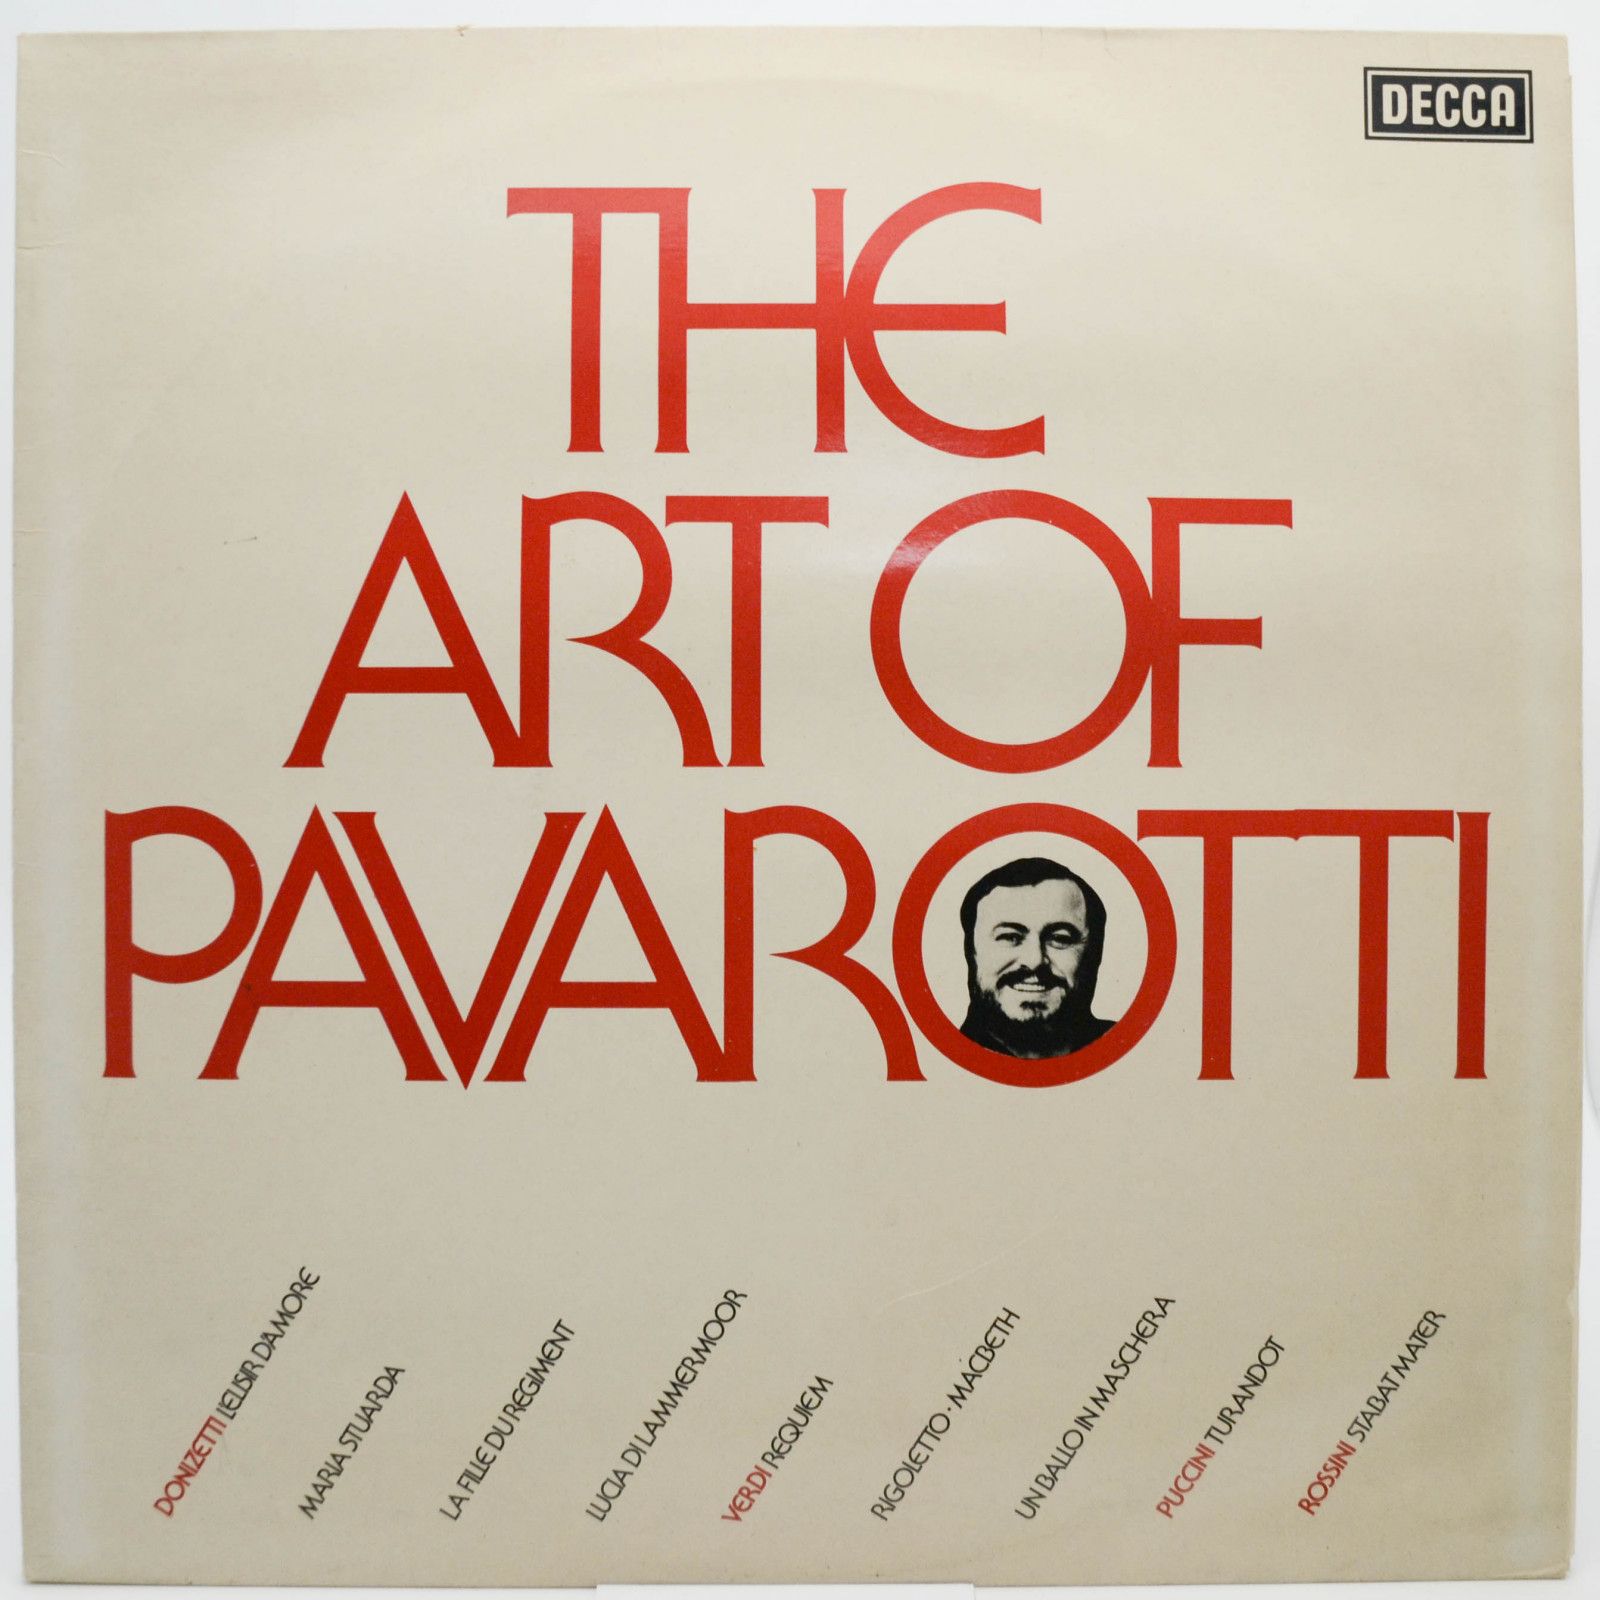 DECCA
THE
ART OF
PAVAROTTI
DONIZETTI L'ELISIR D'AMORE
MARIA STUARDA
LA FILLE DU REGIMENT
LUCIA DI LAMMERMOOR
VERDI REQUIEM
RIGOLETTO · MACBETH
UN BALLO IN MASCHERA
PUCCINI TURANDOT
ROSSINI STABAT MATER